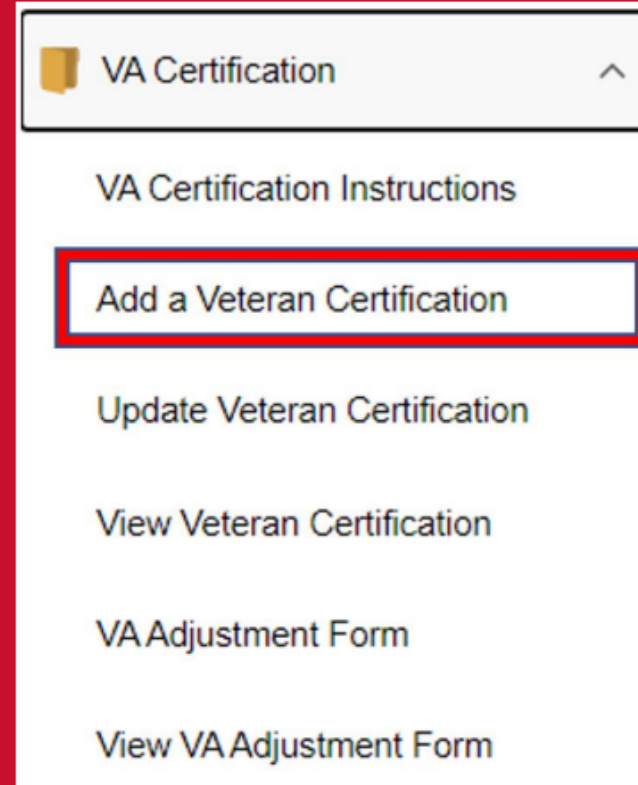 VA Certification
VA Certification Instructions
Add a Veteran Certification
Update Veteran Certification
View Veteran Certification
VA Adjustment Form
View VA Adjustment Form